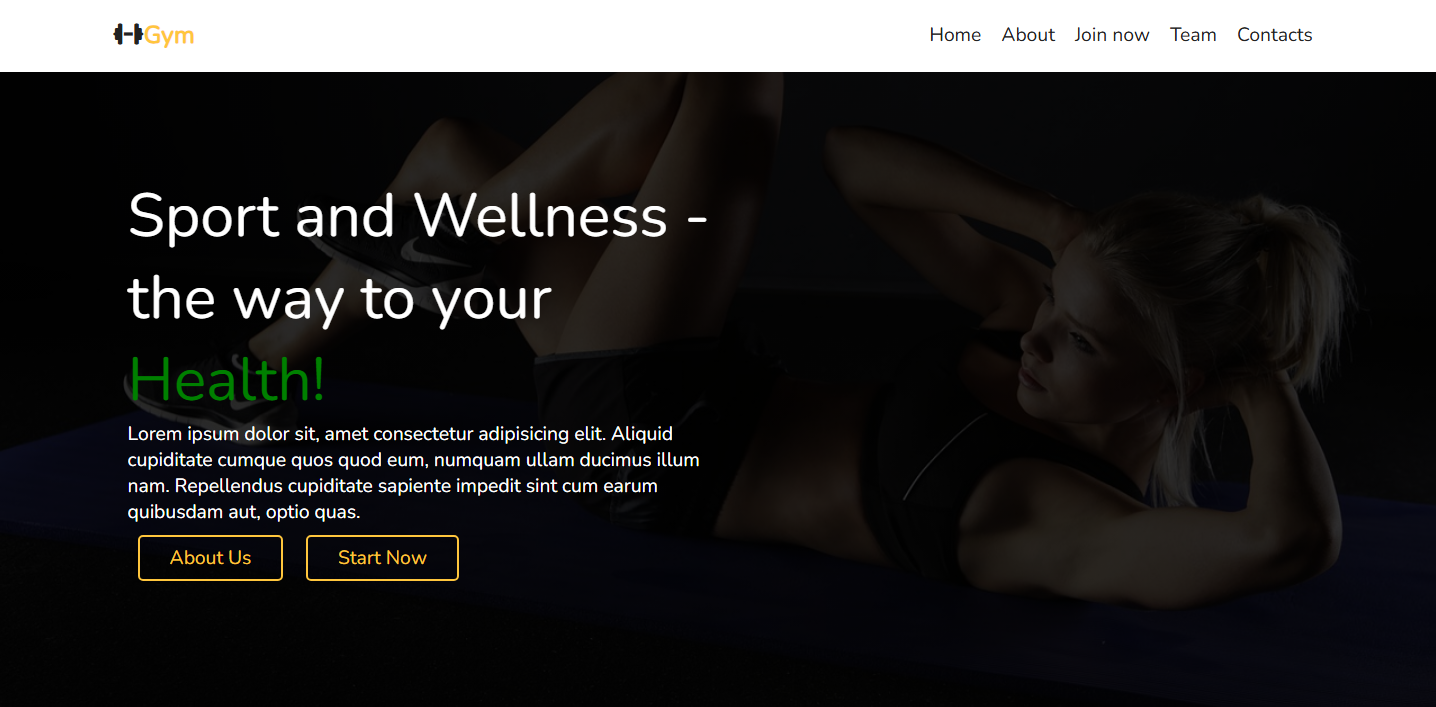 Gym
Home About Join now Team Contacts
Sport and Wellness -
the way to your
Health!
Lorem ipsum dolor sit, amet consectetur adipisicing elit. Aliquid
cupiditate cumque quos quod eum, numquam ullam ducimus illum
nam. Repellendus cupiditate sapiente impedit sint cum earum
quibusdam aut, optio quas.
About Us Start Now